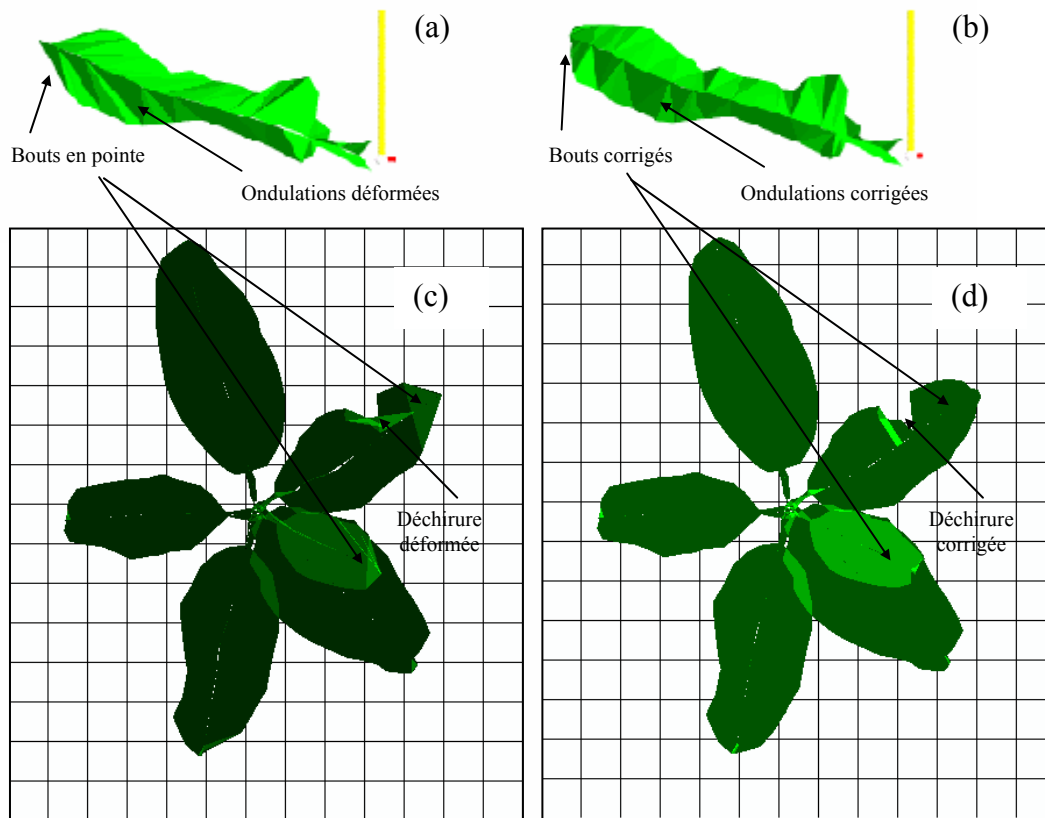 (a)
(b)
Bouts en pointe
Ondulations déformées
Bouts corrigés
Ondulations corrigées
(c)
(d)
Déchirure
déformée
Déchirure
corrigée